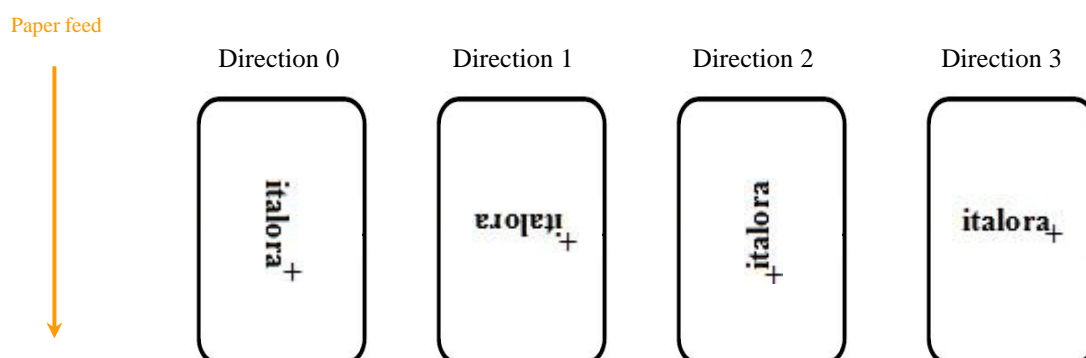 Paper feed
Direction 0
Direction 1
Direction 2
Direction 3
italora
italora
italora
italora